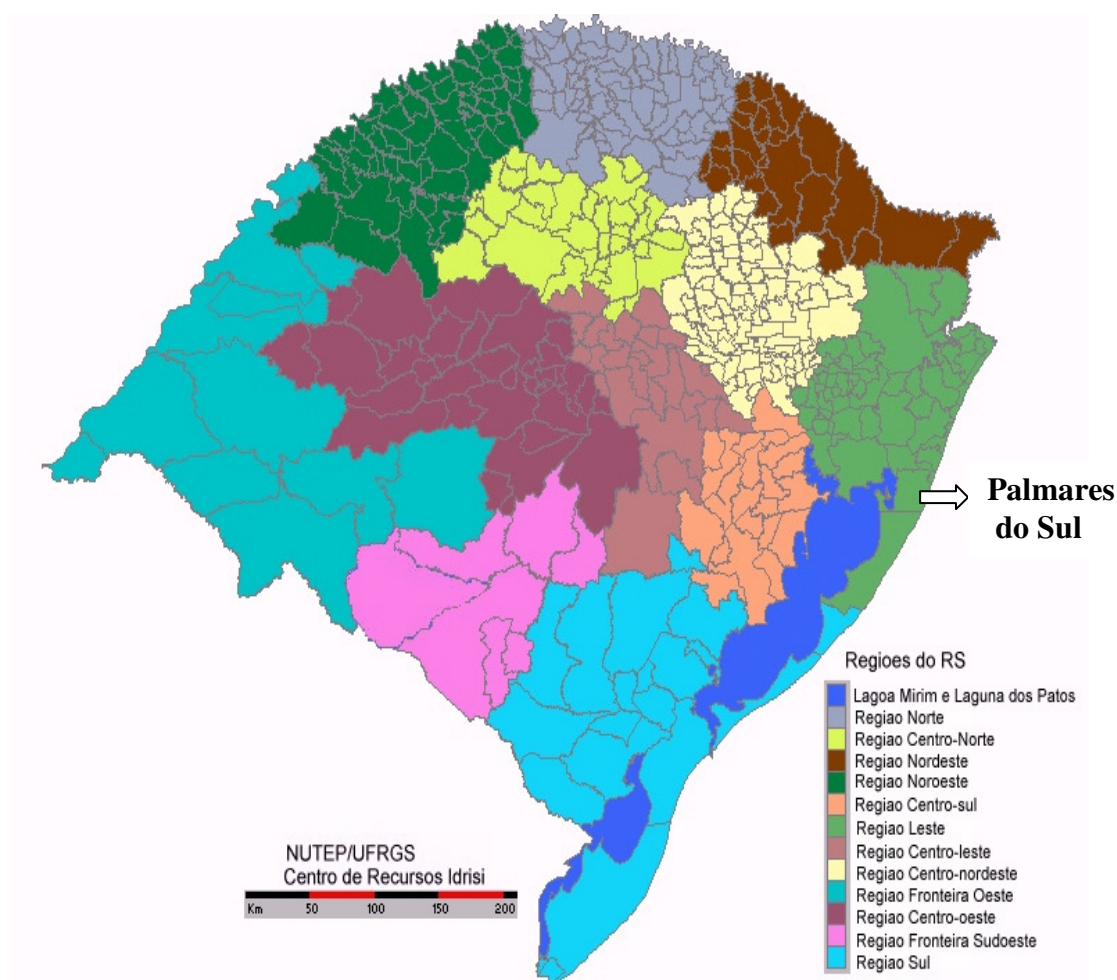 Palmares
do Sul
Regioes do RS
Lagoa Mirim e Laguna dos Patos
Regiao Norte
Regiao Centro-Norte
Regiao Nordeste
Regiao Noroeste
Regiao Centro-sul
Regiao Leste
Regiao Centro-leste
Regiao Centro-nordeste
Regiao Fronteira Oeste
Regiao Centro-oeste
Regiao Fronteira Sudoeste
Regiao Sul
NUTEP/UFRGS
Centro de Recursos Idrisi
Km 50 100 150 200